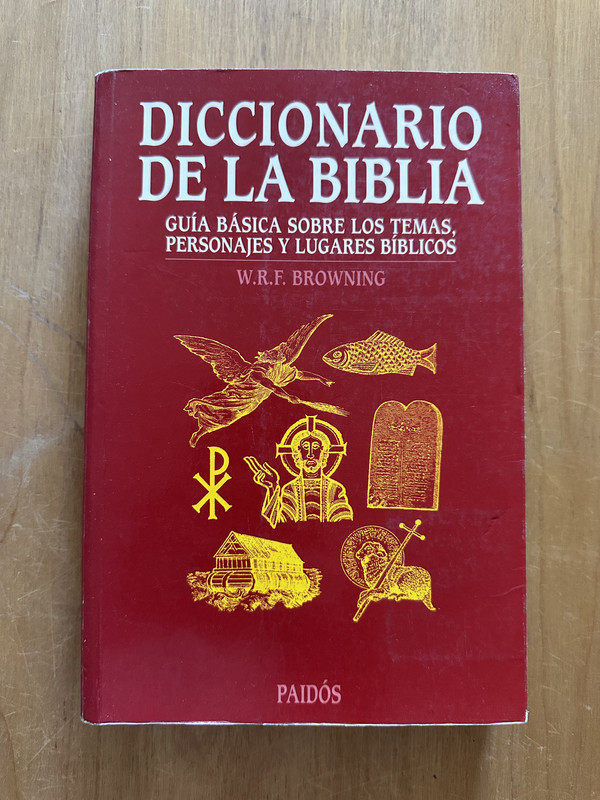 DICCIONARIO
DE LA BIBLIA
GUÍA BÁSICA SOBRE LOS TEMAS,
PERSONAJES Y LUGARES BÍBLICOS
W.R.F. BROWNING
PAIDÓS